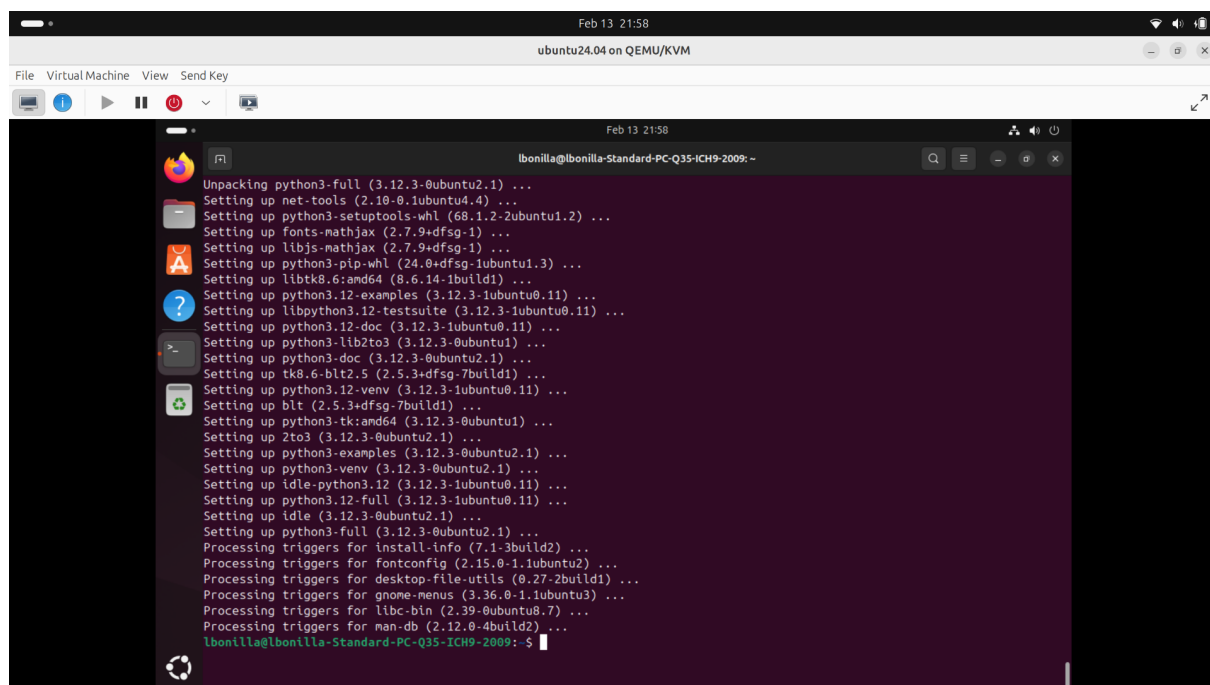 Feb 13 21:58
ubuntu24.04 on QEMU/KVM
File Virtual Machine View Send Key
Feb 13 21:58
lbonilla@lbonilla-Standard-PC-Q35-ICH9-2009: ~
Unpacking python3-full (3.12.3-0ubuntu2.1) ...
Setting up net-tools (2.10-0.1ubuntu4.4) ...
Setting up python3-setuptools-whl (68.1.2-2ubuntu1.2) ...
Setting up fonts-mathjax (2.7.9+dfsg-1) ...
Setting up libjs-mathjax (2.7.9+dfsg-1) ...
Setting up python3-pip-whl (24.0+dfsg-1ubuntu1.3) ...
Setting up libtk8.6:amd64 (8.6.14-1build1) ...
Setting up python3.12-examples (3.12.3-1ubuntu0.11) ...
Setting up libpython3.12-testsuite (3.12.3-1ubuntu0.11) ...
Setting up python3.12-doc (3.12.3-1ubuntu0.11) ...
Setting up python3-lib2to3 (3.12.3-0ubuntu1) ...
Setting up python3-doc (3.12.3-0ubuntu2.1) ...
Setting up tk8.6-blt2.5 (2.5.3+dfsg-7build1) ...
Setting up python3.12-venv (3.12.3-1ubuntu0.11) ...
Setting up blt (2.5.3+dfsg-7build1) ...
Setting up python3-tk:amd64 (3.12.3-0ubuntu1) ...
Setting up 2to3 (3.12.3-0ubuntu2.1) ...
Setting up python3-examples (3.12.3-0ubuntu2.1) ...
Setting up python3-venv (3.12.3-0ubuntu2.1) ...
Setting up idle-python3.12 (3.12.3-1ubuntu0.11) ...
Setting up python3.12-full (3.12.3-1ubuntu0.11) ...
Setting up idle (3.12.3-0ubuntu2.1) ...
Setting up python3-full (3.12.3-0ubuntu2.1) ...
Processing triggers for install-info (7.1-3build2) ...
Processing triggers for fontconfig (2.15.0-1.1ubuntu2) ...
Processing triggers for desktop-file-utils (0.27-2build1) ...
Processing triggers for gnome-menus (3.36.0-1.1ubuntu3) ...
Processing triggers for libc-bin (2.39-0ubuntu8.7) ...
Processing triggers for man-db (2.12.0-4build2) ...
lbonilla@lbonilla-Standard-PC-Q35-ICH9-2009:~$